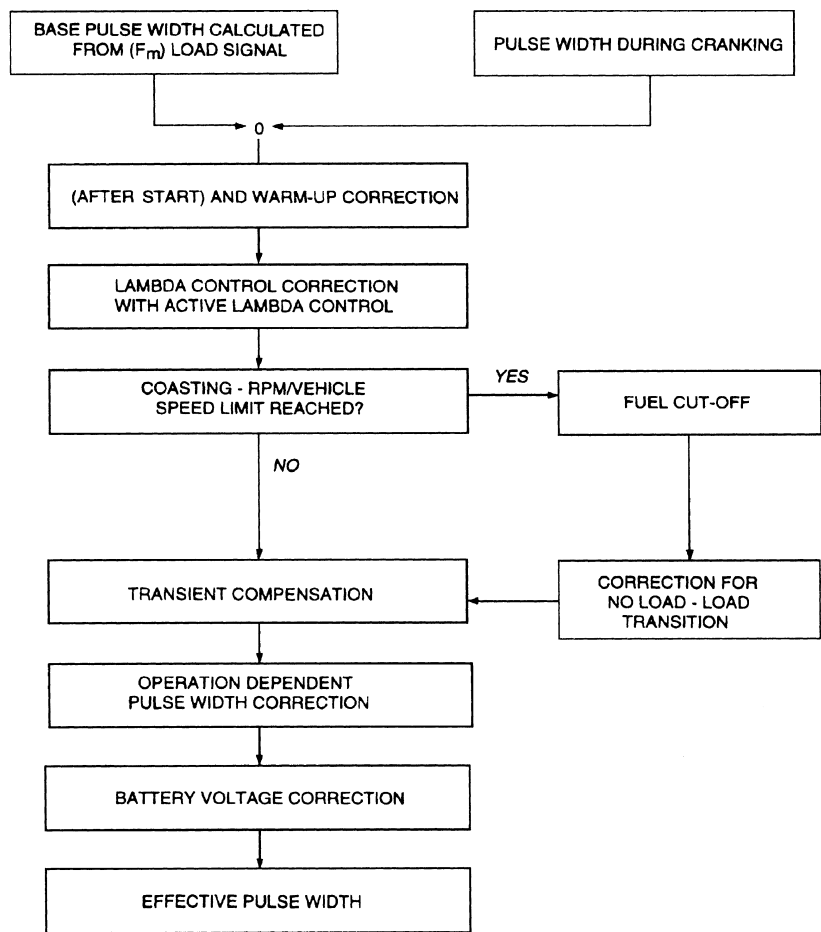 BASE PULSE WIDTH CALCULATED
FROM (Fm) LOAD SIGNAL
PULSE WIDTH DURING CRANKING
0
(AFTER START) AND WARM-UP CORRECTION
LAMBDA CONTROL CORRECTION
WITH ACTIVE LAMBDA CONTROL
COASTING - RPM/VEHICLE
SPEED LIMIT REACHED?
YES
FUEL CUT-OFF
NO
TRANSIENT COMPENSATION
CORRECTION FOR
NO LOAD - LOAD
TRANSITION
OPERATION DEPENDENT
PULSE WIDTH CORRECTION
BATTERY VOLTAGE CORRECTION
EFFECTIVE PULSE WIDTH